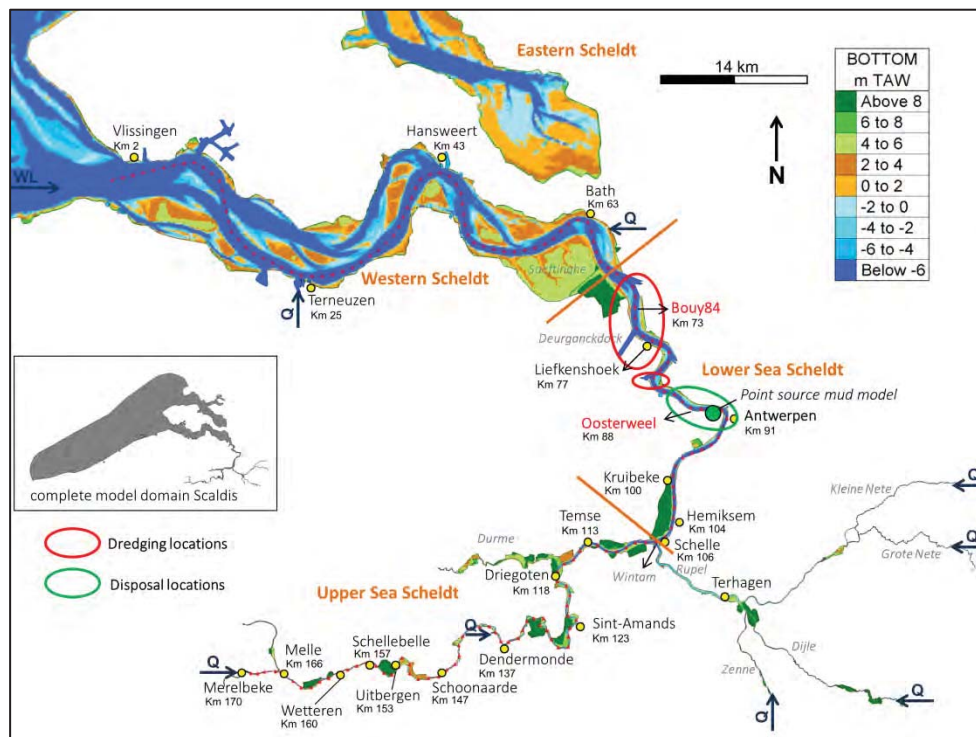 Eastern Scheldt
14 km
N
BOTTOM
m TAW
Above 8
6 to 8
4 to 6
2 to 4
0 to 2
-2 to 0
-4 to -2
-6 to -4
Below -6
Vlissingen
Km 2
Hansweert
Km 43
WL
Bath
Km 63
Q
Western Scheldt
Saeftinghe
Terneuzen
Km 25
Q
Bouy84
Km 73
Deurganckdock
Liefkenshoek
Km 77
Lower Sea Scheldt
Point source mud model
Oosterweel
Km 88
Antwerpen
Km 91
complete model domain Scaldis
Dredging locations
Disposal locations
Kruibeke
Km 100
Kleine Nete
Q
Hemiksem
Km 104
Q
Grote Nete
Temse
Km 113
Schelle
Km 106
Durme
Wintam
Rupel
Driegoten
Km 118
Terhagen
Upper Sea Scheldt
Sint-Amands
Km 123
Q
Dendermonde
Km 137
Dijle
Zenne
Schellebelle
Km 157
Melle
Km 166
Q
Merelbeke
Km 170
Wetteren
Km 160
Uitbergen
Km 153
Schoonaarde
Km 147
Q
Q